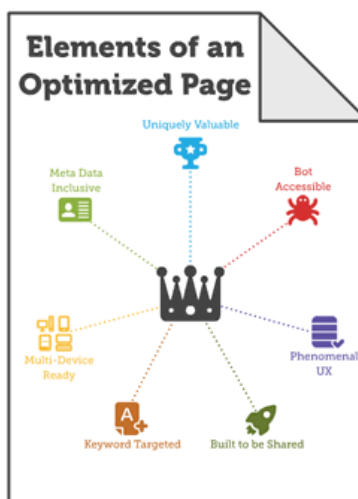 Elements of an
Optimized Page
Uniquely Valuable
Meta Data
Inclusive
Bot
Accessible
Multi-Device
Ready
Phenomenal
UX
A
Keyword Targeted
Built to be Shared